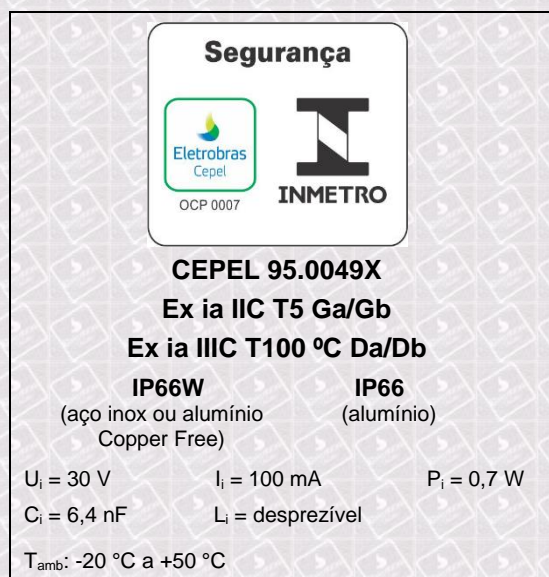 Segurança
Eletrobras
Cepel
OCP 0007
INMETRO
CEPEL 95.0049X
Ex ia IIC T5 Ga/Gb
Ex ia IIIC T100 ºC Da/Db
IP66W IP66
(aço inox ou alumínio (alumínio)
Copper Free)
Ui = 30 V Ii = 100 mA Pi = 0,7 W
Ci = 6,4 nF Li = desprezível
Tamb: -20 °C a +50 °C